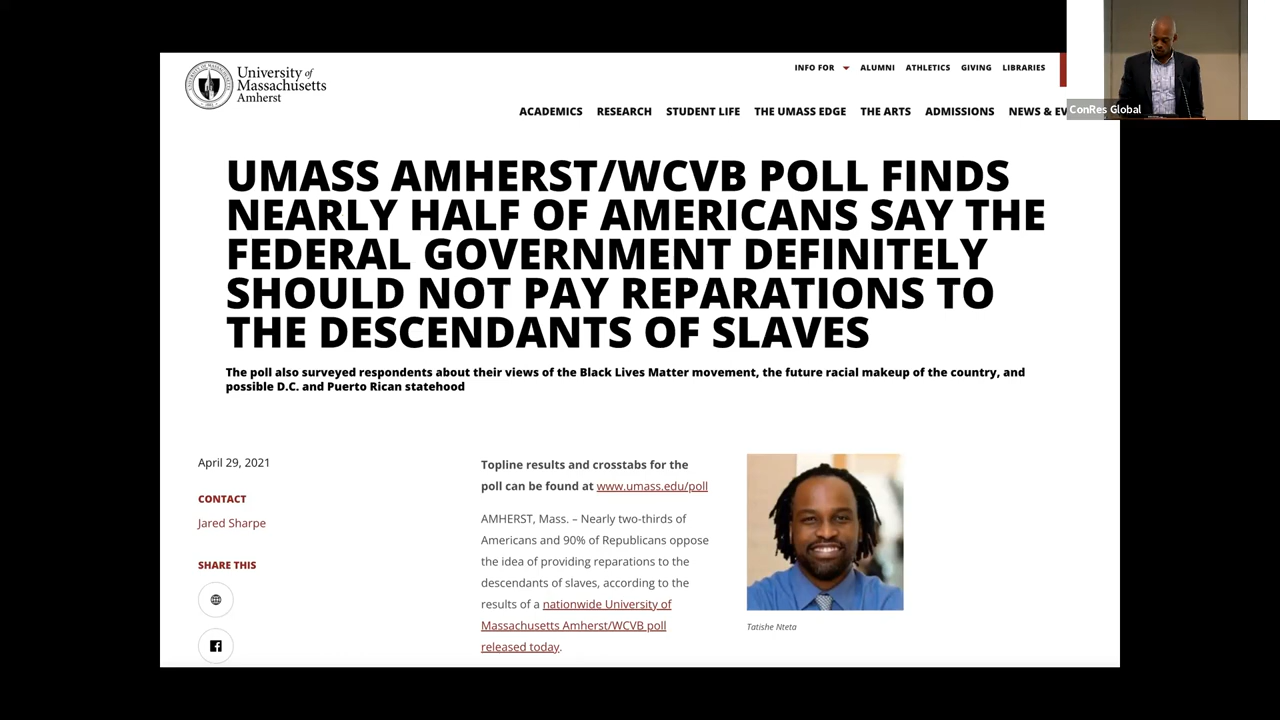 University of
Massachusetts
Amherst
INFO FOR ALUMNI ATHLETICS GIVING LIBRARIES
ACADEMICS RESEARCH STUDENT LIFE THE UMASS EDGE THE ARTS ADMISSIONS NEWS & EV
ConRes Global
UMASS AMHERST/WCVB POLL FINDS
NEARLY HALF OF AMERICANS SAY THE
FEDERAL GOVERNMENT DEFINITELY
SHOULD NOT PAY REPARATIONS TO
THE DESCENDANTS OF SLAVES
The poll also surveyed respondents about their views of the Black Lives Matter movement, the future racial makeup of the country, and
possible D.C. and Puerto Rican statehood
April 29, 2021
CONTACT
Jared Sharpe
SHARE THIS
Topline results and crosstabs for the
poll can be found at www.umass.edu/poll
AMHERST, Mass. – Nearly two-thirds of
Americans and 90% of Republicans oppose
the idea of providing reparations to the
descendants of slaves, according to the
results of a nationwide University of
Massachusetts Amherst/WCVB poll
released today.
Tatishe Nteta